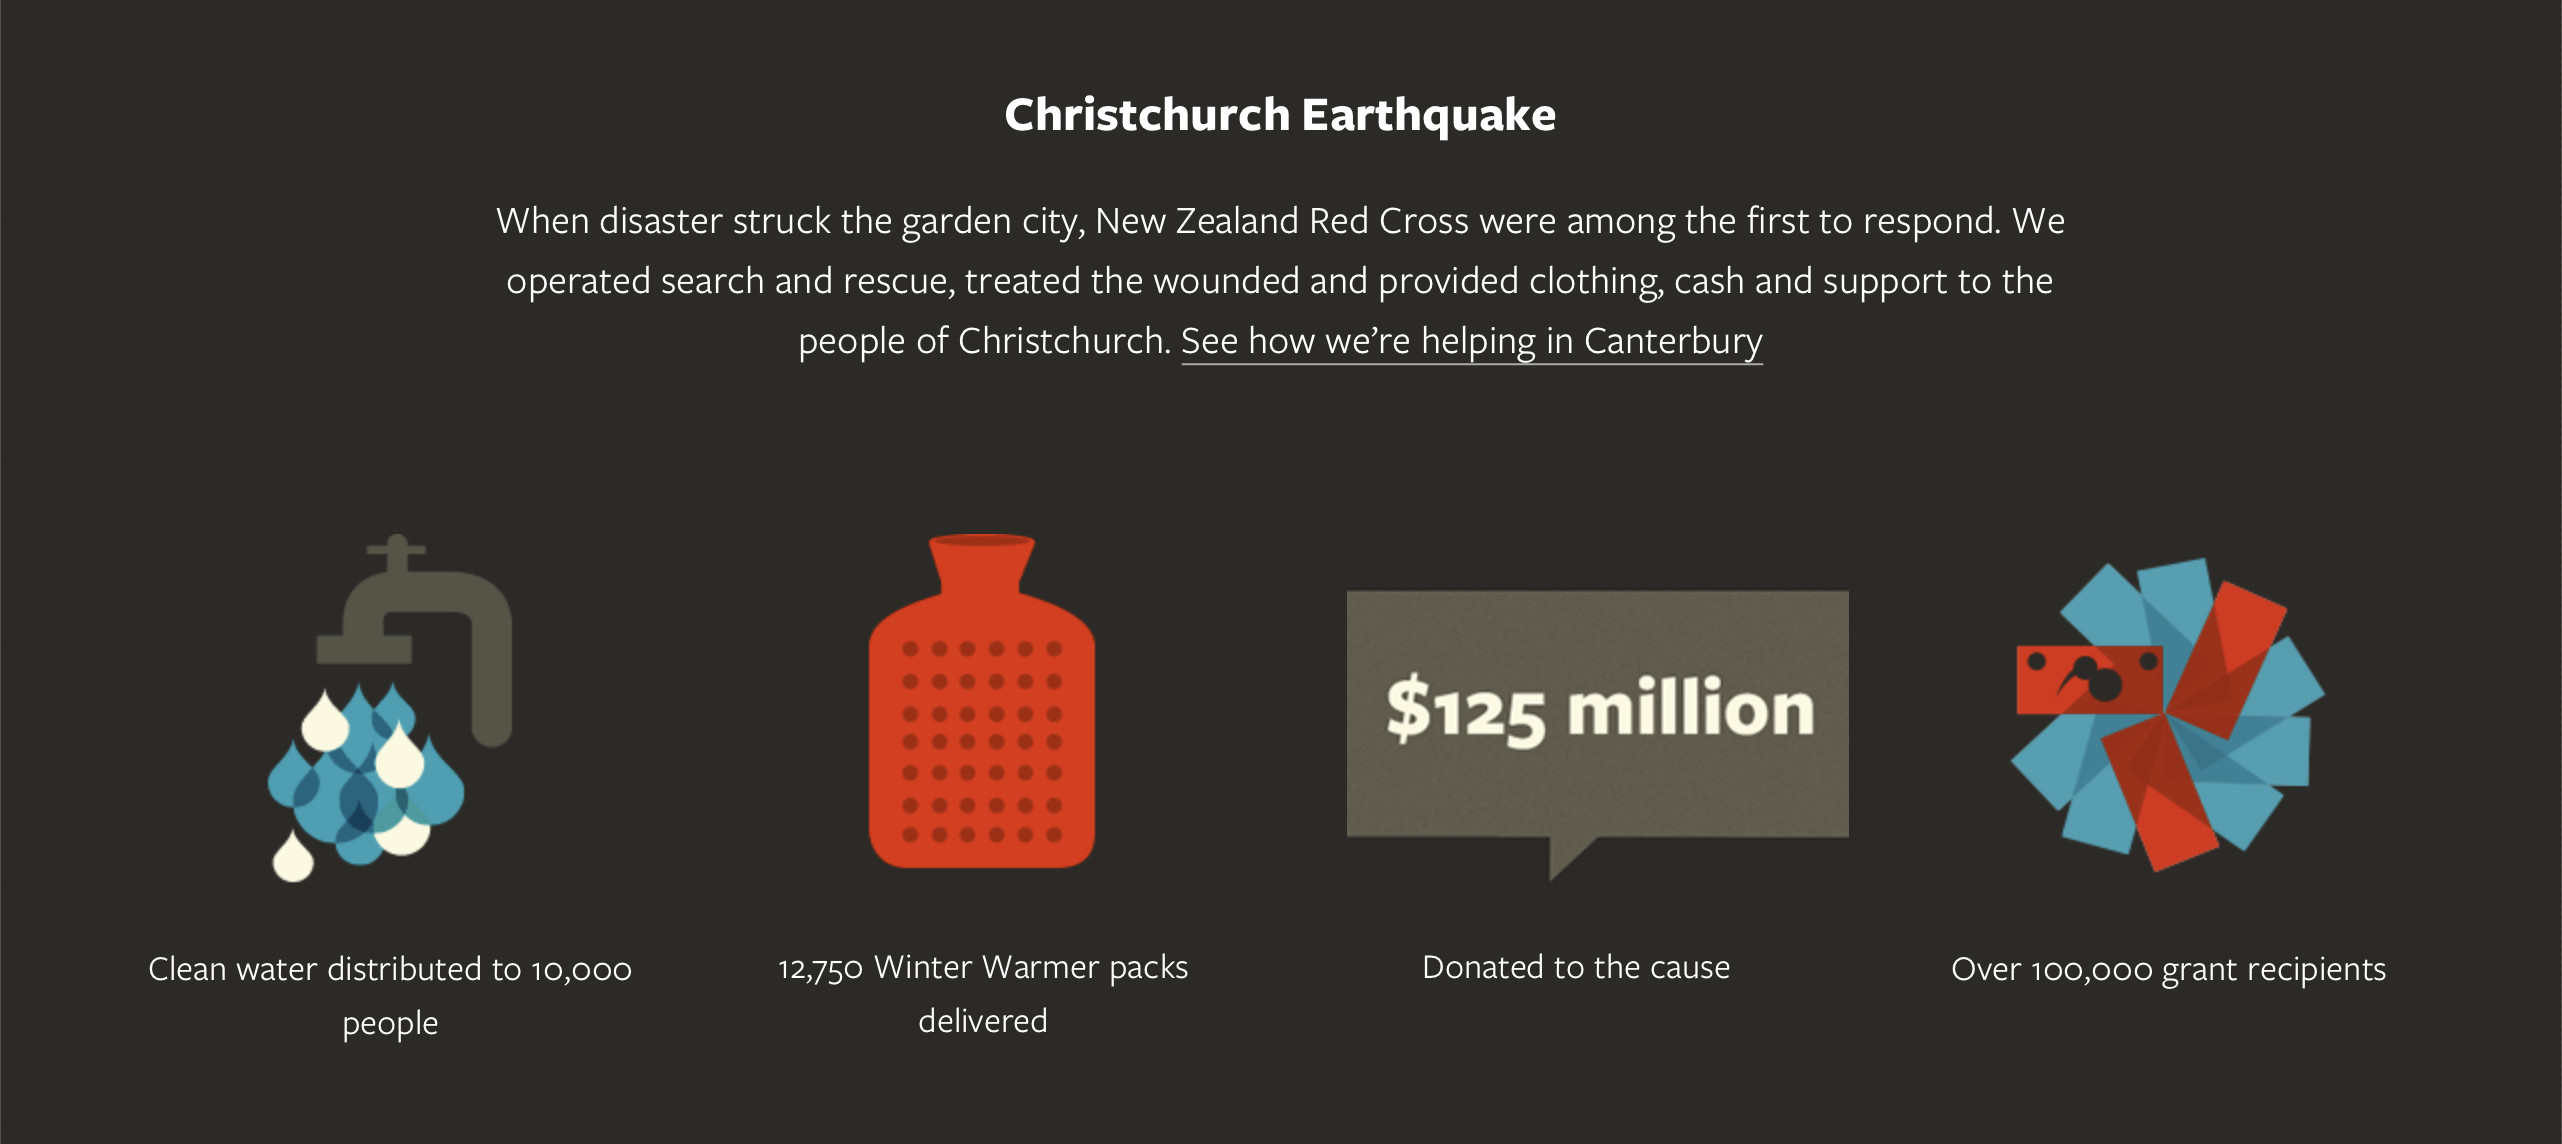 Christchurch Earthquake
When disaster struck the garden city, New Zealand Red Cross were among the first to respond. We
operated search and rescue, treated the wounded and provided clothing, cash and support to the
people of Christchurch. See how we’re helping in Canterbury
Clean water distributed to 10,000
people
12,750 Winter Warmer packs
delivered
$125 million
Donated to the cause
Over 100,000 grant recipients